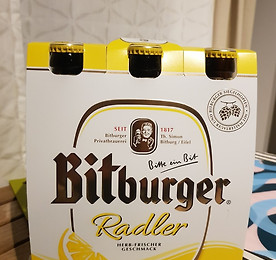 SEIT 1817
Bitburger Th. Simon
Privatbrauerei Bitburg / Eifel
Bitte ein Bit
Bitburger®
Radler
HERB-FRISCHER
GESCHMACK